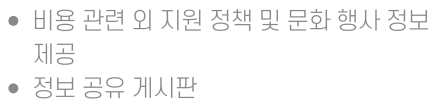 • 비용 관련 외 지원 정책 및 문화 행사 정보
제공
• 정보 공유 게시판